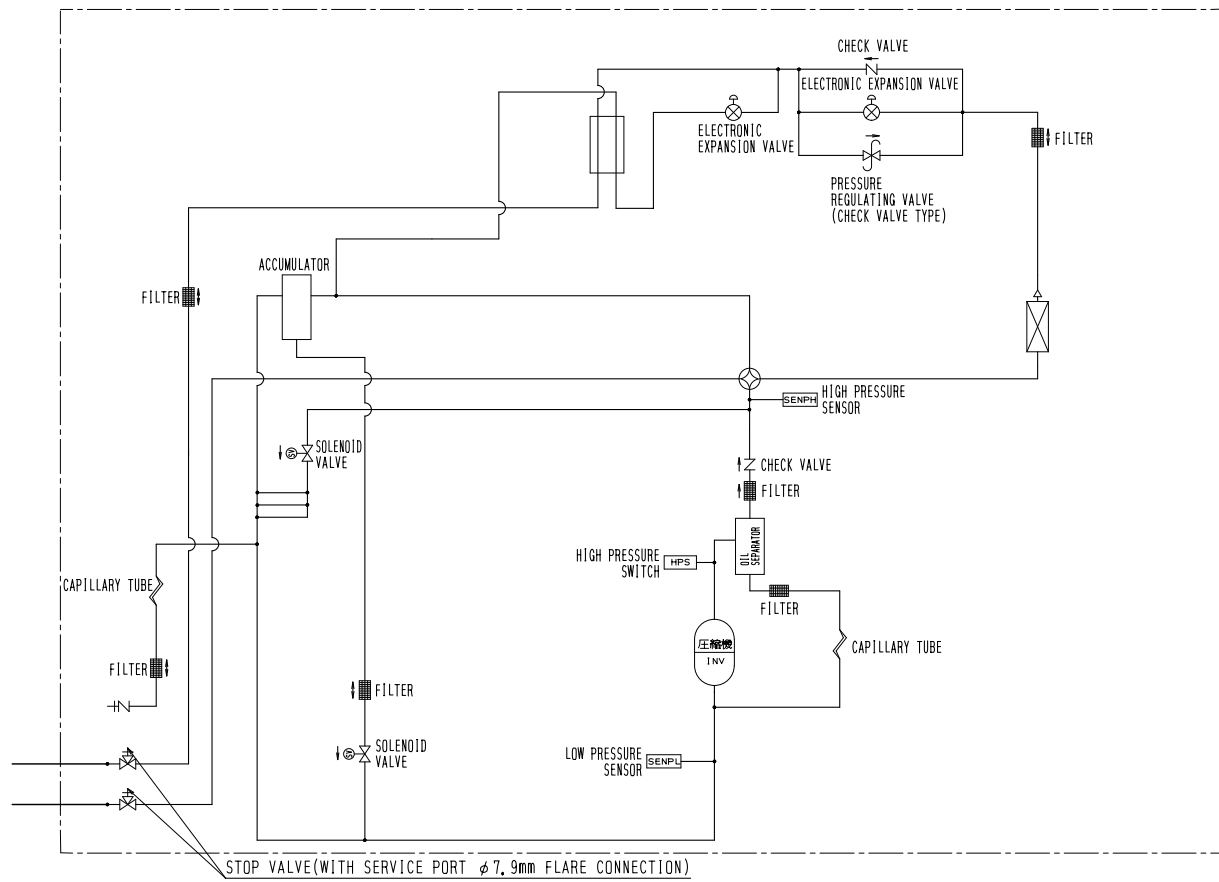 CHECK VALVE
ELECTRONIC EXPANSION VALVE
ELECTRONIC
EXPANSION VALVE
FILTER
PRESSURE
REGULATING VALVE
(CHECK VALVE TYPE)
ACCUMULATOR
FILTER
SENPH
HIGH PRESSURE
SENSOR
SV
SOLENOID
VALVE
CHECK VALVE
FILTER
OIL
SEPARATOR
HIGH PRESSURE
SWITCH
HPS
CAPILLARY TUBE
FILTER
圧縮機
INV
CAPILLARY TUBE
FILTER
FILTER
SV
SOLENOID
VALVE
LOW PRESSURE
SENSOR
SENPL
STOP VALVE(WITH SERVICE PORT φ7.9mm FLARE CONNECTION)